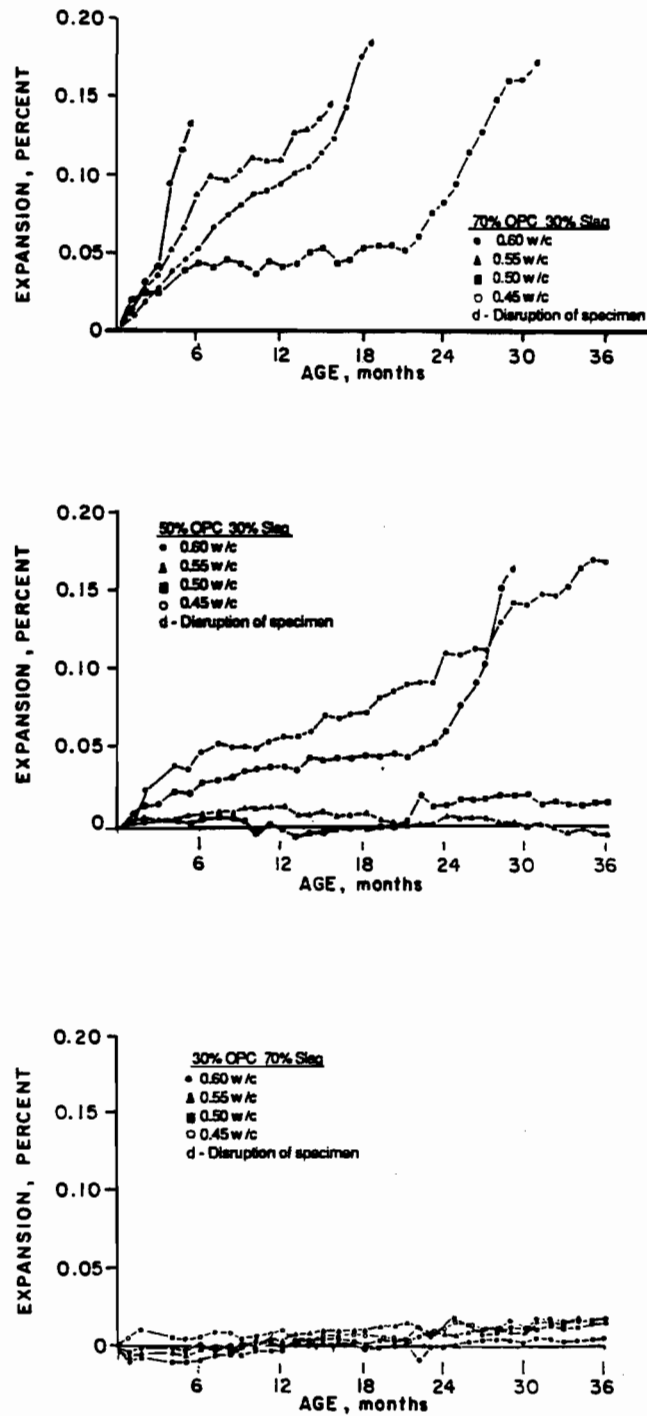 0.20
0.15
0.10
0.05
0
EXPANSION, PERCENT
70% OPC 30% Slag
0.60 w/c
0.55 w/c
0.50 w/c
0.45 w/c
d - Disruption of specimen
6 12 18 24 30 36
AGE, months
0.20
0.15
0.10
0.05
0
EXPANSION, PERCENT
50% OPC 30% Slag
0.60 w/c
0.55 w/c
0.50 w/c
0.45 w/c
d - Disruption of specimen
6 12 18 24 30 36
AGE, months
0.20
0.15
0.10
0.05
0
EXPANSION, PERCENT
30% OPC 70% Slag
0.60 w/c
0.55 w/c
0.50 w/c
0.45 w/c
d - Disruption of specimen
6 12 18 24 30 36
AGE, months